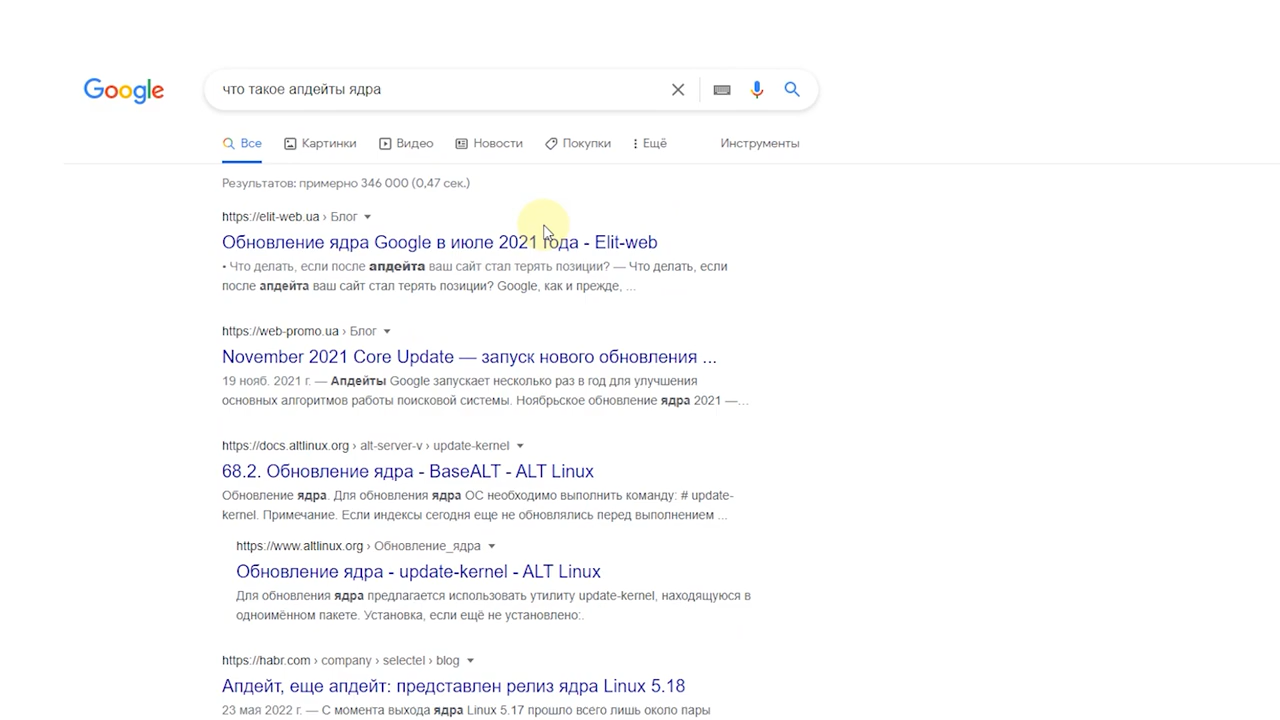 Google
что такое апдейты ядра
Все Картинки Видео Новости Покупки Ещё Инструменты
Результатов: примерно 346 000 (0,47 сек.)
https://elit-web.ua › Блог
Обновление ядра Google в июле 2021 года - Elit-web
• Что делать, если после апдейта ваш сайт стал терять позиции? — Что делать, если
после апдейта ваш сайт стал терять позиции? Google, как и прежде, ...
https://web-promo.ua › Блог
November 2021 Core Update — запуск нового обновления ...
19 нояб. 2021 г. — Апдейты Google запускает несколько раз в год для улучшения
основных алгоритмов работы поисковой системы. Ноябрьское обновление ядра 2021 —...
https://docs.altlinux.org › alt-server-v › update-kernel
68.2. Обновление ядра - BaseALT - ALT Linux
Обновление ядра. Для обновления ядра ОС необходимо выполнить команду: # update-
kernel. Примечание. Если индексы сегодня еще не обновлялись перед выполнением ...
https://www.altlinux.org › Обновление_ядра
Обновление ядра - update-kernel - ALT Linux
Для обновления ядра предлагается использовать утилиту update-kernel, находящуюся в
одноимённом пакете. Установка, если ещё не установлено:.
https://habr.com › company › selectel › blog
Апдейт, еще апдейт: представлен релиз ядра Linux 5.18
23 мая 2022 г. — С момента выхода ядра Linux 5.17 прошло всего лишь около пары